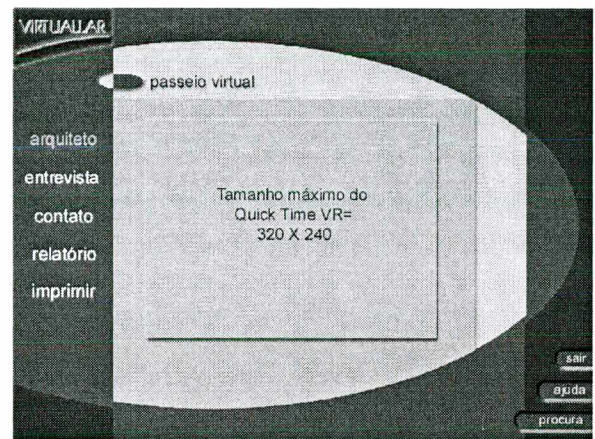 VIRTUALLAR
passeio virtual
arquiteto
entrevista
contato
relatório
imprimir
Tamanho máximo do
Quick Time VR=
320 X 240
sair
ajuda
procura